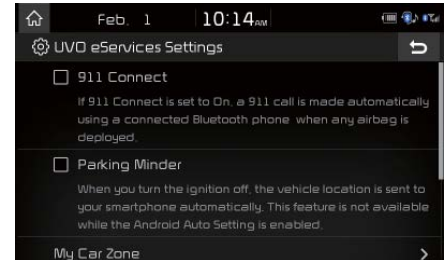 Feb. 1 10:14 AM
UVO eServices Settings
911 Connect
If 911 Connect is set to On, a 911 call is made automatically
using a connected Bluetooth phone when any airbag is
deployed.
Parking Minder
When you turn the ignition off, the vehicle location is sent to
your smartphone automatically. This feature is not available
while the Android Auto Setting is enabled.
My Car Zone